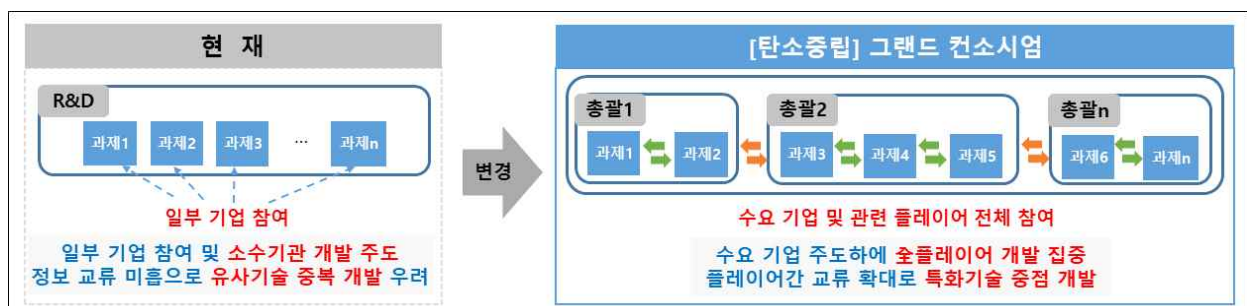 현 재
R&D
과제1 과제2 과제3 ··· 과제n
일부 기업 참여
일부 기업 참여 및 소수기관 개발 주도
정보 교류 미흡으로 유사기술 중복 개발 우려
변경
[탄소중립] 그랜드 컨소시엄
총괄1 총괄2 총괄n
과제1 과제2 과제3 과제4 과제5 과제6 과제n
수요 기업 및 관련 플레이어 전체 참여
수요 기업 주도하에 全플레이어 개발 집중
플레이어간 교류 확대로 특화기술 중점 개발